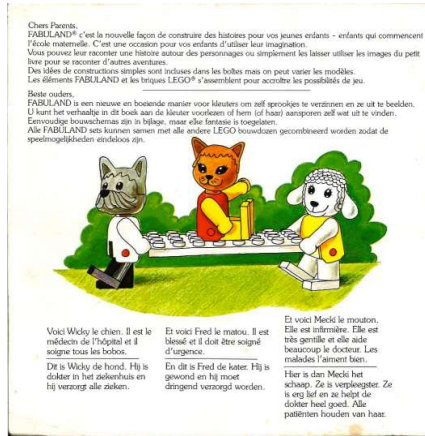 Chers Parents,
FABULAND® c'est la nouvelle façon de construire des histoires pour vos jeunes enfants - enfants qui commencent
l'école maternelle. C'est une occasion pour vos enfants d'utiliser leur imagination.
Vous pouvez leur raconter une histoire autour des personnages ou simplement les laisser utiliser les images du petit
livre pour se raconter d'autres aventures.
Des idées de constructions simples sont incluses dans les boîtes mais on peut varier les modèles.
Les éléments FABULAND et les briques LEGO® s'assemblent pour accroître les possibilités de jeu.
Beste ouders,
FABULAND is een nieuwe en boeiende manier voor kleuters om zelf sprookjes te verzinnen en ze uit te beelden.
U kunt het verhaaltje in dit boek aan de kleuter voorlezen of hem (of haar) aansporen zelf wat uit te vinden.
Eenvoudige bouwschemas zijn in bijlage, maar elke fantasie is toegelaten.
Alle FABULAND sets kunnen samen met alle andere LEGO bouwdozen gecombineerd worden zodat de
speelmogelijkheden eindeloos zijn.
Voici Wicky le chien. Il est le
médecin de l'hôpital et il
soigne tous les bobos.
Dit is Wicky de hond. Hij is
dokter in het ziekenhuis en
hij verzorgt alle zieken.
Et voici Fred le matou. Il est
blessé et il doit être soigné
d'urgence.
En dit is Fred de kater. Hij is
gewond en hij moet
dringend verzorgd worden.
Et voici Mecki le mouton.
Elle est infirmière. Elle est
très gentille et elle aide
beaucoup le docteur. Les
malades l'aiment bien.
Hier is dan Mecki het
schaap. Ze is verpleegster. Ze
is erg lief en ze helpt de
dokter heel goed. Alle
patiënten houden van haar.